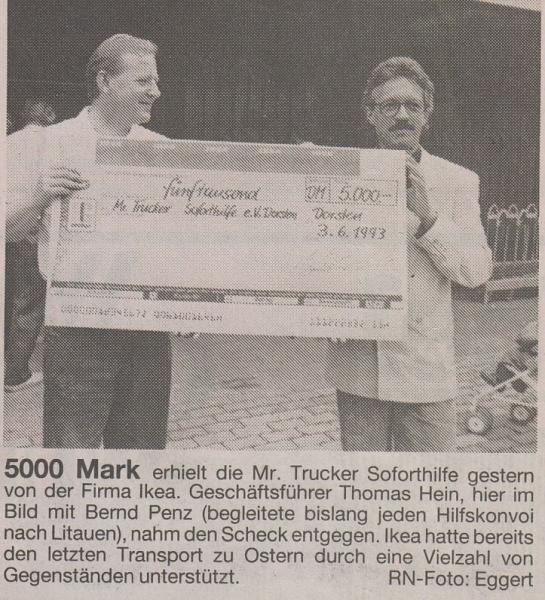 fünftausend DM 5.000--
Mr. Trucker Soforthilfe e.V. Dorsten Dorsten
3.6.1993
5000 Mark erhielt die Mr. Trucker Soforthilfe gestern
von der Firma Ikea. Geschäftsführer Thomas Hein, hier im
Bild mit Bernd Penz (begleitete bislang jeden Hilfskonvoi
nach Litauen), nahm den Scheck entgegen. Ikea hatte bereits
den letzten Transport zu Ostern durch eine Vielzahl von
Gegenständen unterstützt. RN-Foto: Eggert